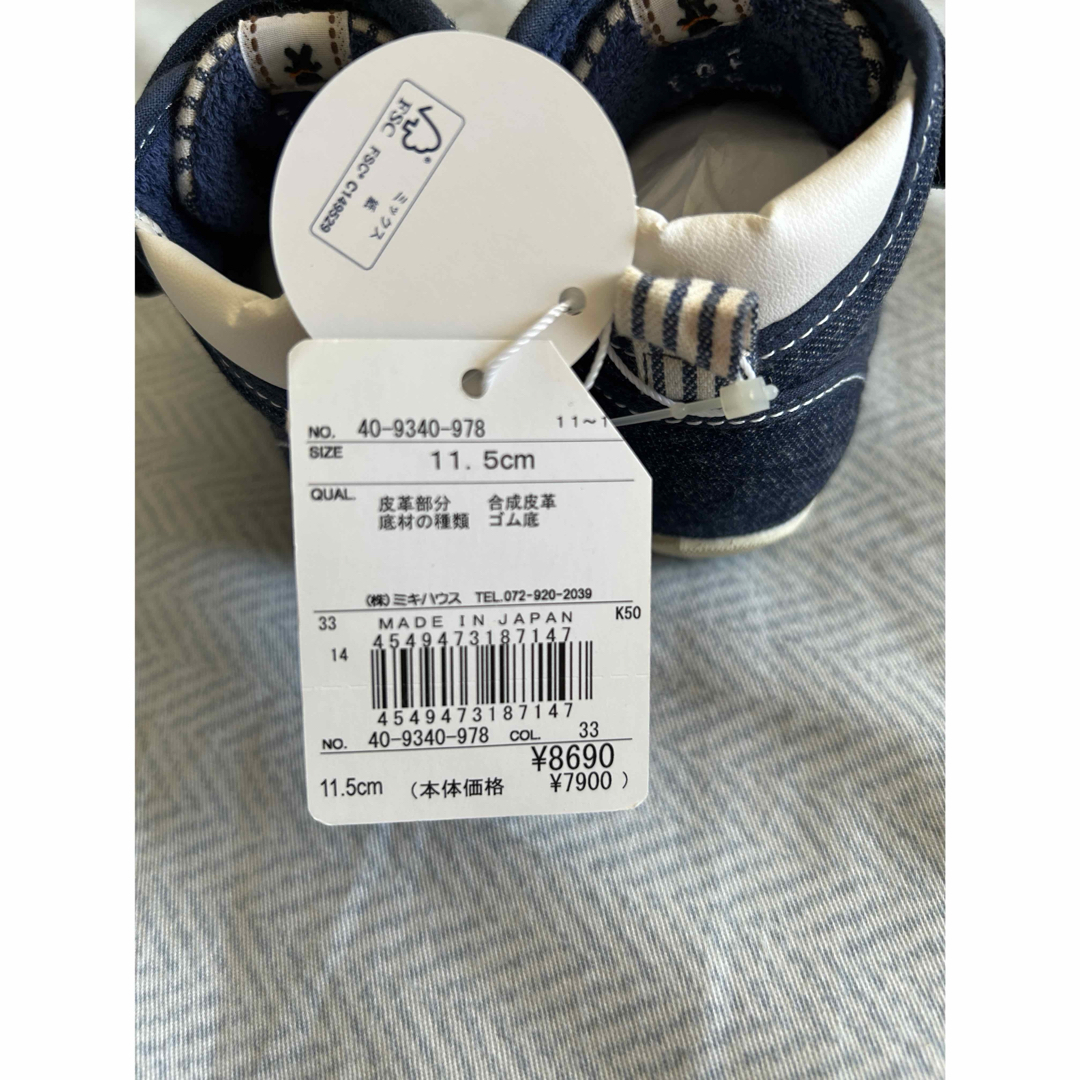 FSC
ミックス
紙
FSC® C149529
NO. 40-9340-978 11~1
SIZE 11.5cm
QUAL. 皮革部分 合成皮革
底材の種類 ゴム底
(株)ミキハウス TEL.072-920-2039
33 MADE IN JAPAN K50
4549473187147
14
4549473187147
NO. 40-9340-978 COL. 33
¥8690
11.5cm (本体価格 ¥7900 )